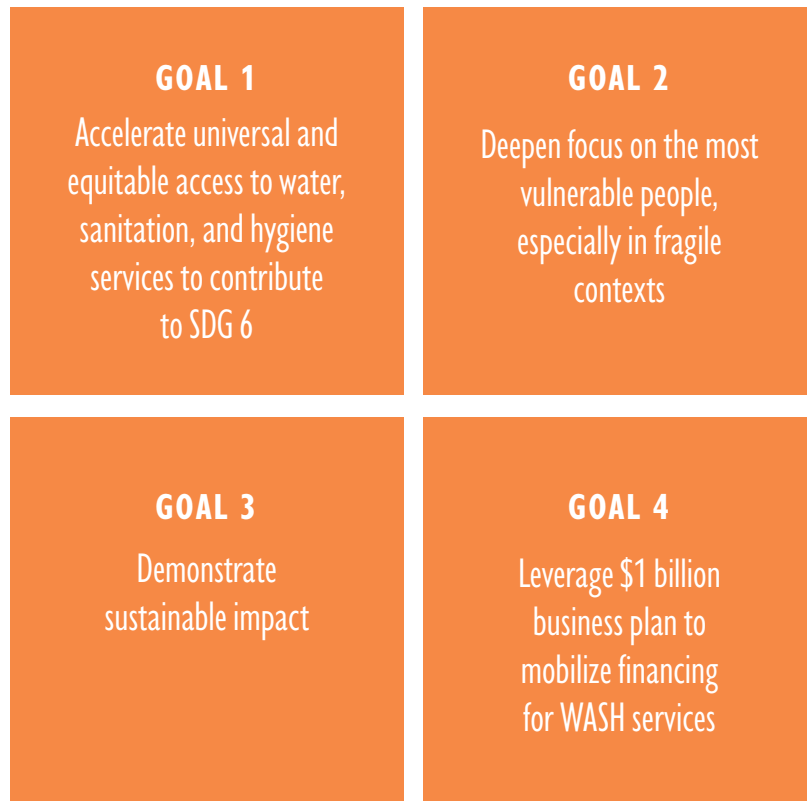 GOAL 1
Accelerate universal and
equitable access to water,
sanitation, and hygiene
services to contribute
to SDG 6
GOAL 2
Deepen focus on the most
vulnerable people,
especially in fragile
contexts
GOAL 3
Demonstrate
sustainable impact
GOAL 4
Leverage $1 billion
business plan to
mobilize financing
for WASH services